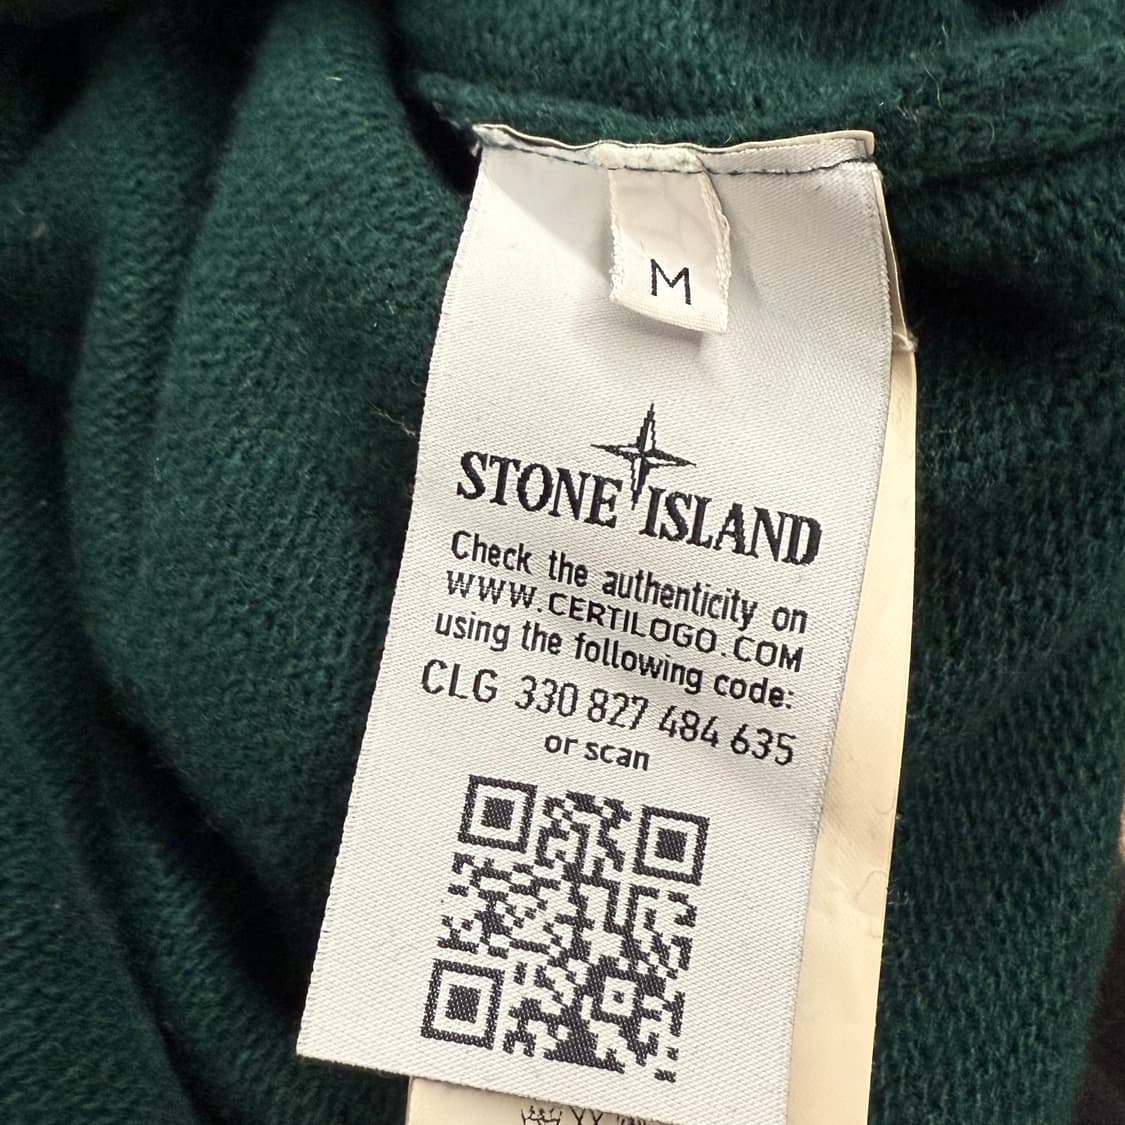 M
STONE ISLAND
Check the authenticity on
WWW.CERTILOGO.COM
using the following code:
CLG 330 827 484 635
or scan